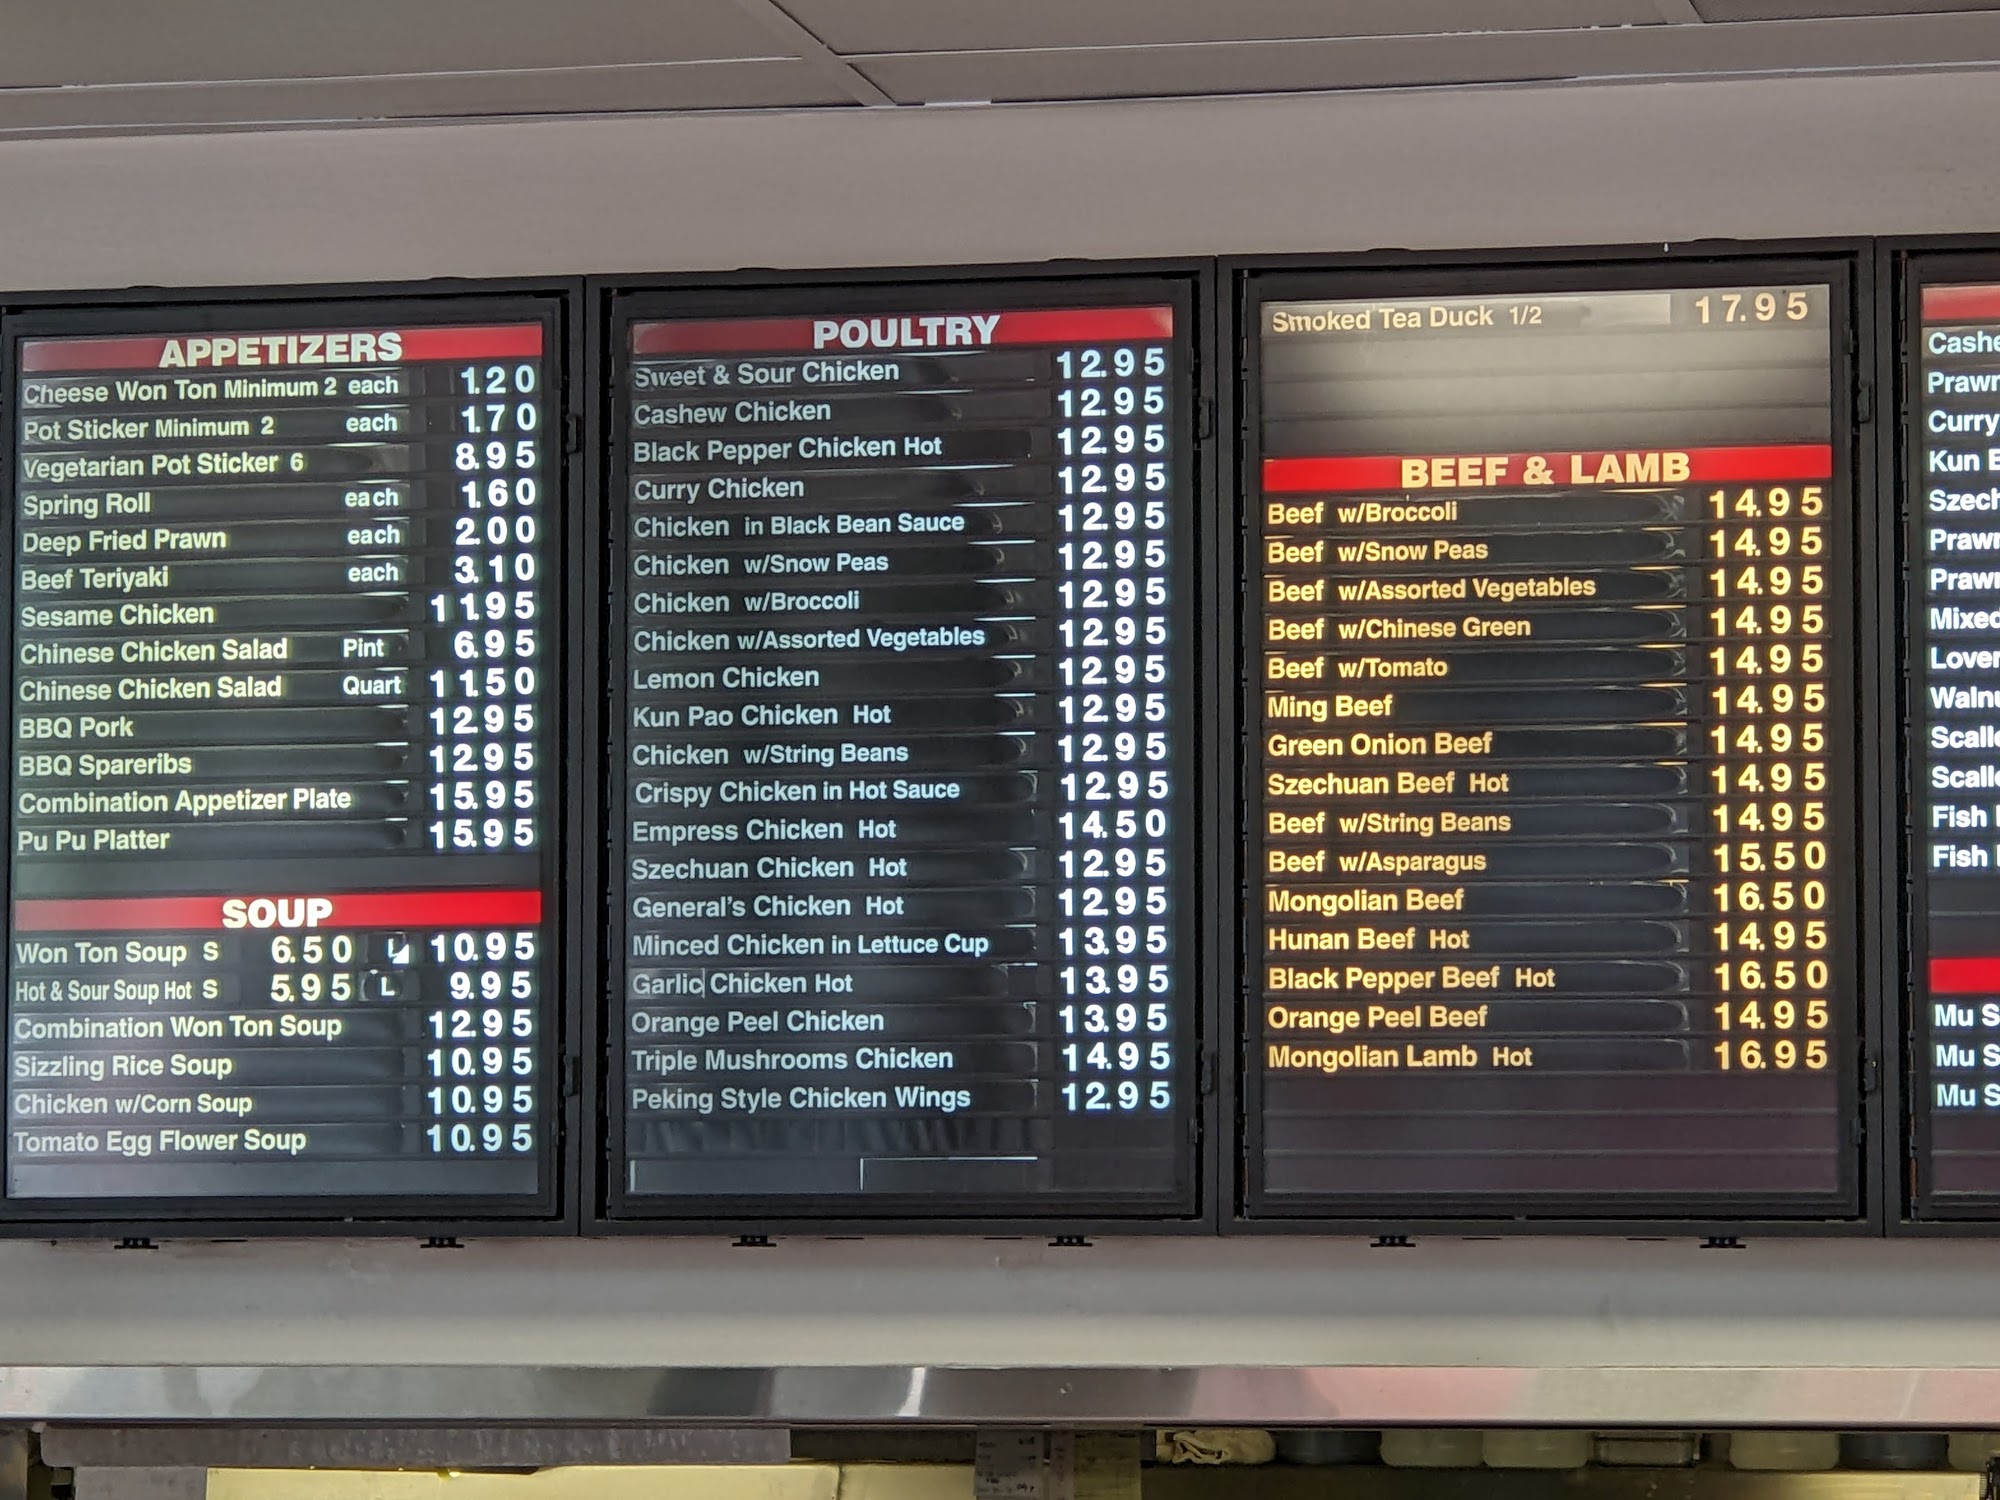 APPETIZERS
Cheese Won Ton Minimum 2 each 1.20
Pot Sticker Minimum 2 each 1.70
Vegetarian Pot Sticker 6 8.95
Spring Roll each 1.60
Deep Fried Prawn each 2.00
Beef Teriyaki each 3.10
Sesame Chicken 11.95
Chinese Chicken Salad Pint 6.95
Chinese Chicken Salad Quart 11.50
BBQ Pork 12.95
BBQ Spareribs 12.95
Combination Appetizer Plate 15.95
Pu Pu Platter 15.95
SOUP
Won Ton Soup S 6.50 L 10.95
Hot & Sour Soup Hot S 5.95 L 9.95
Combination Won Ton Soup 12.95
Sizzling Rice Soup 10.95
Chicken w/Corn Soup 10.95
Tomato Egg Flower Soup 10.95
POULTRY
Sweet & Sour Chicken 12.95
Cashew Chicken 12.95
Black Pepper Chicken Hot 12.95
Curry Chicken 12.95
Chicken in Black Bean Sauce 12.95
Chicken w/Snow Peas 12.95
Chicken w/Broccoli 12.95
Chicken w/Assorted Vegetables 12.95
Lemon Chicken 12.95
Kun Pao Chicken Hot 12.95
Chicken w/String Beans 12.95
Crispy Chicken in Hot Sauce 12.95
Empress Chicken Hot 14.50
Szechuan Chicken Hot 12.95
General's Chicken Hot 12.95
Minced Chicken in Lettuce Cup 13.95
Garlic Chicken Hot 13.95
Orange Peel Chicken 13.95
Triple Mushrooms Chicken 14.95
Peking Style Chicken Wings 12.95
Smoked Tea Duck 1/2 17.95
BEEF & LAMB
Beef w/Broccoli 14.95
Beef w/Snow Peas 14.95
Beef w/Assorted Vegetables 14.95
Beef w/Chinese Green 14.95
Beef w/Tomato 14.95
Ming Beef 14.95
Green Onion Beef 14.95
Szechuan Beef Hot 14.95
Beef w/String Beans 14.95
Beef w/Asparagus 15.50
Mongolian Beef 16.50
Hunan Beef Hot 14.95
Black Pepper Beef Hot 16.50
Orange Peel Beef 14.95
Mongolian Lamb Hot 16.95
Curry
Kun
Mixed
Fish
Fish
Mu
Mu
Mu